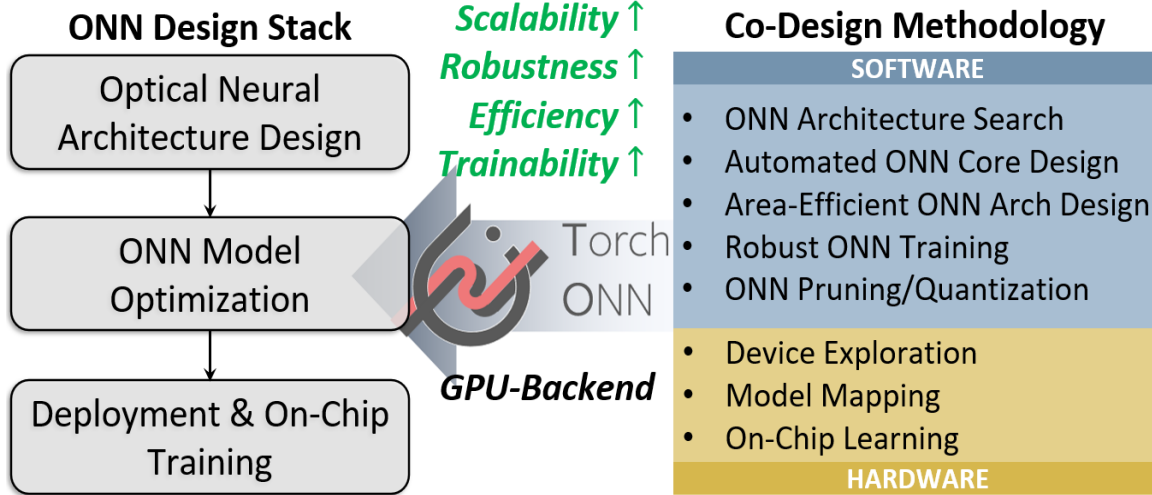 ONN Design Stack
Optical Neural
Architecture Design
ONN Model
Optimization
Deployment & On-Chip
Training
Scalability ↑
Robustness ↑
Efficiency ↑
Trainability ↑
Torch
ONN
GPU-Backend
Co-Design Methodology
SOFTWARE
• ONN Architecture Search
• Automated ONN Core Design
• Area-Efficient ONN Arch Design
• Robust ONN Training
• ONN Pruning/Quantization
• Device Exploration
• Model Mapping
• On-Chip Learning
HARDWARE